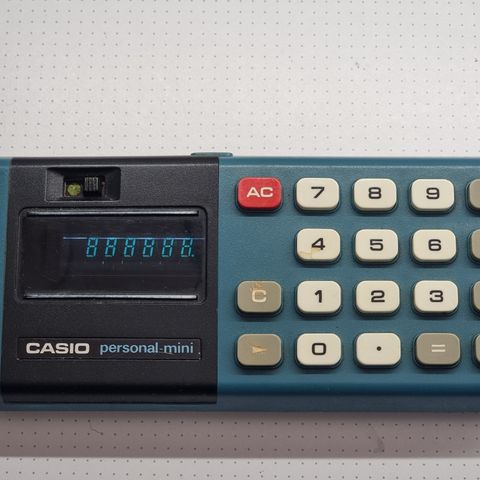 AC 7 8 9
4 5 6
888888.
C 1 2 3
CASIO personal-mini
0 . =